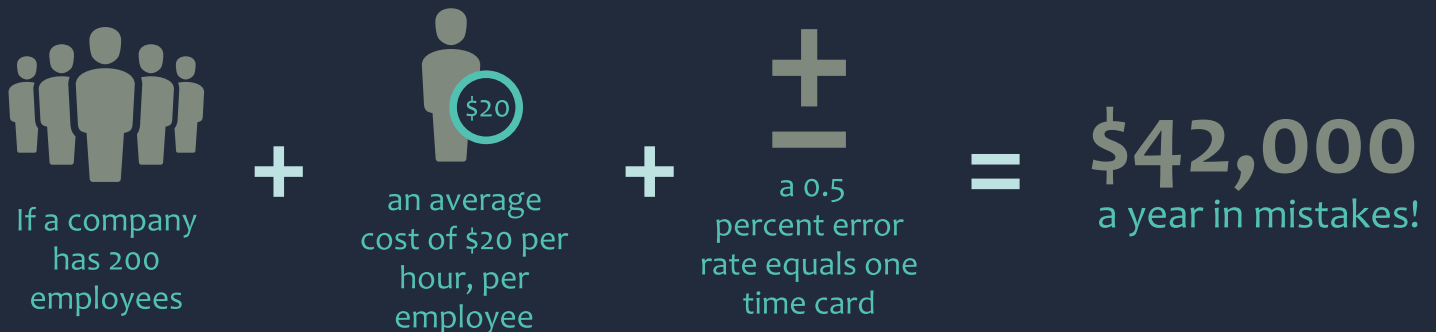 If a company
has 200
employees
+
$20
an average
cost of $20 per
hour, per
employee
+
+
−
a 0.5
percent error
rate equals one
time card
=
$42,000
a year in mistakes!